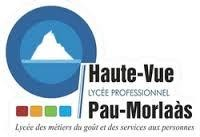 Haute-Vue
LYCÉE PROFESSIONNEL
Pau-Morlaàs
Lycée des métiers du goût et des services aux personnes